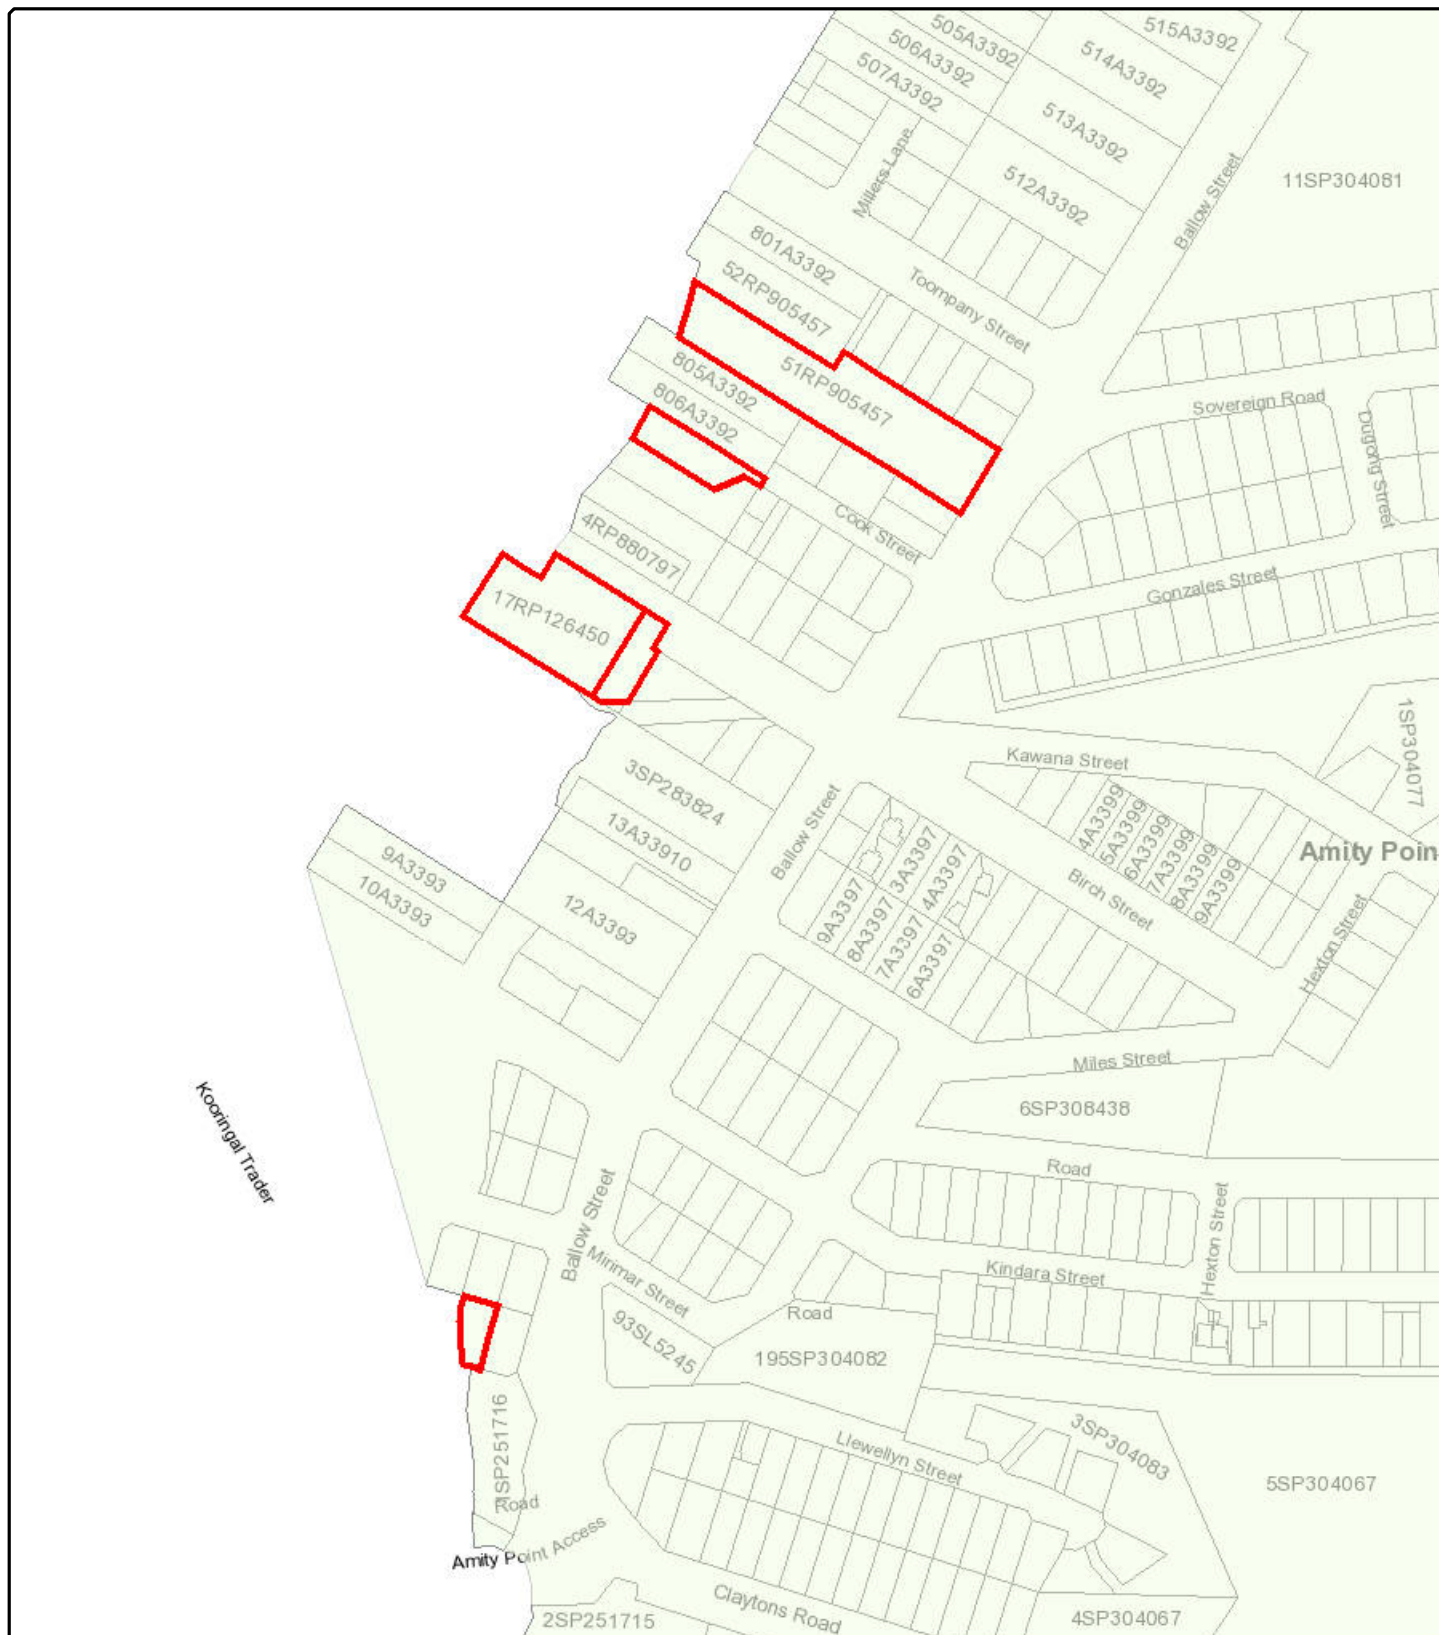 515A3392
505A3392
514A3392
506A3392
507A3392
513A3392
Millers Lane
512A3392
11SP304081
Ballow Street
801A3392
52RP905457
Toompany Street
51RP905457
805A3392
806A3392
Sovereign Road
Dugong Street
Cook Street
4RP880797
Gonzales Street
17RP126450
1SP304077
Kawana Street
3SP283824
13A33910
Ballow Street
4A3399
5A3399
6A3399
7A3399
8A3399
9A3399
Amity Poin
9A3393
10A3393
3A3397
4A3397
Birch Street
12A3393
9A3397
8A3397
7A3397
6A3397
Hexton Street
Miles Street
Kooringal Trader
6SP308438
Road
Ballow Street
Hexton Street
Mirimar Street
Kindara Street
Road
93SL5245
195SP304082
1SP251716
Llewellyn Street
3SP304083
5SP304067
Road
Amity Point Access
Claytons Road
2SP251715
4SP304067